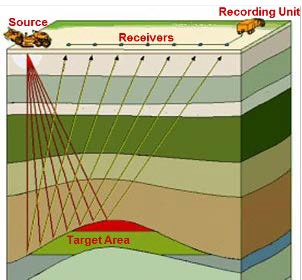 Source
Recording Unit
Receivers
Target Area